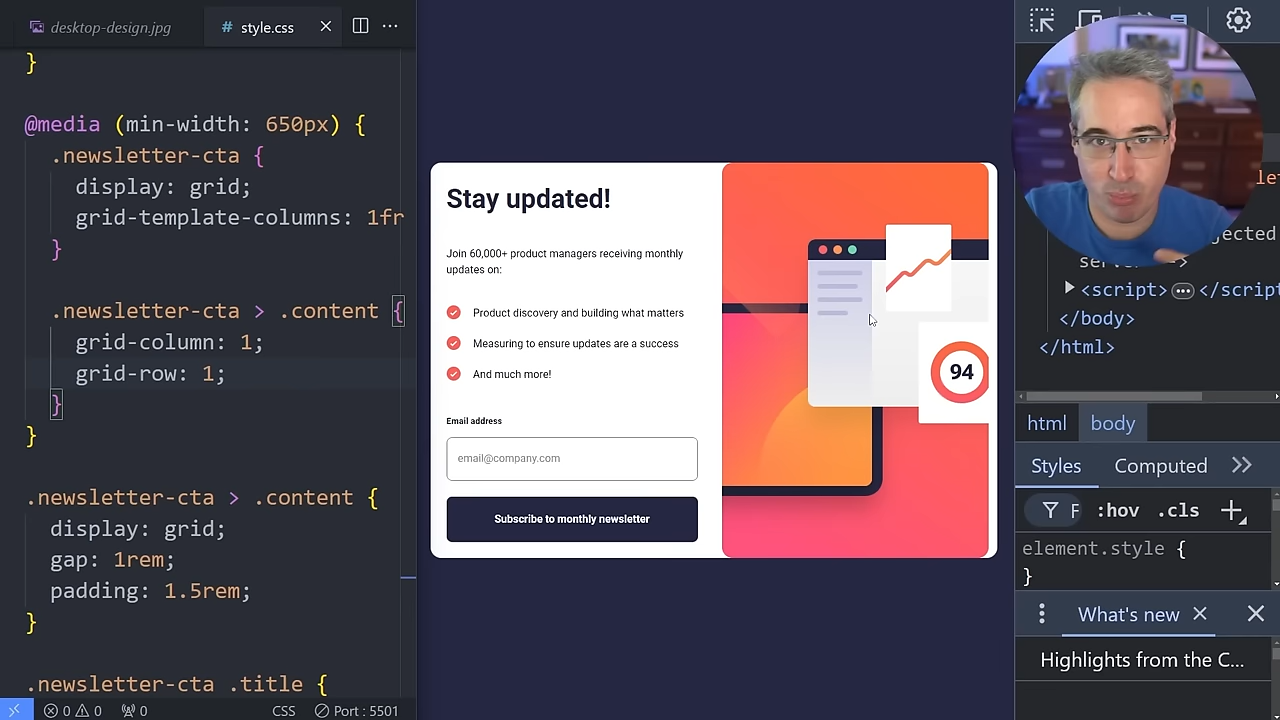 desktop-design.jpg
# style.css
}
@media (min-width: 650px) {
.newsletter-cta {
display: grid;
grid-template-columns: 1fr
}
.newsletter-cta > .content {
grid-column: 1;
grid-row: 1;
}
}
.newsletter-cta > .content {
display: grid;
gap: 1rem;
padding: 1.5rem;
}
.newsletter-cta .title {
0 0 0
CSS
Port : 5501
Stay updated!
Join 60,000+ product managers receiving monthly
updates on:
Product discovery and building what matters
Measuring to ensure updates are a success
And much more!
Email address
email@company.com
Subscribe to monthly newsletter
94
<script> ••• </script
</body>
</html>
html body
Styles Computed
F :hov .cls
element.style {
}
What's new
Highlights from the C...